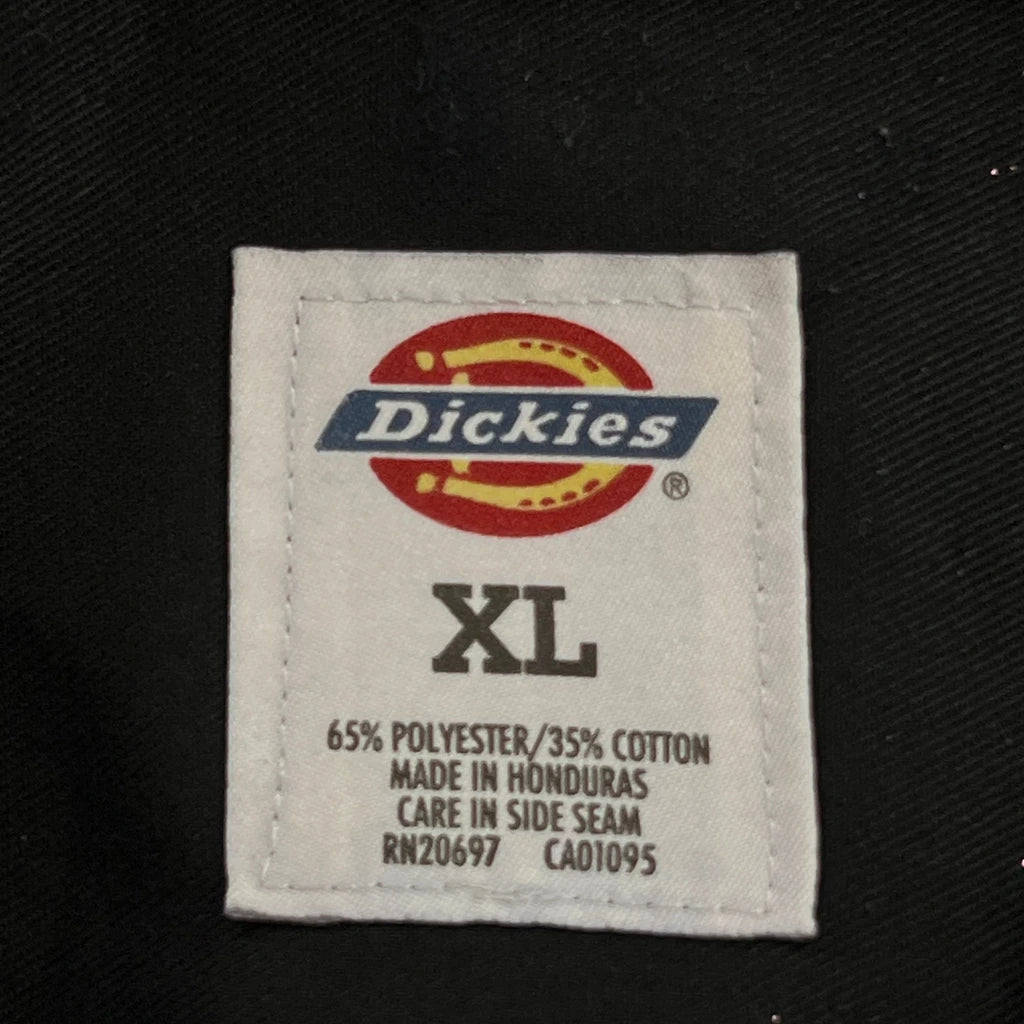 Dickies
®
XL
65% POLYESTER/35% COTTON
MADE IN HONDURAS
CARE IN SIDE SEAM
RN20697 CA01095